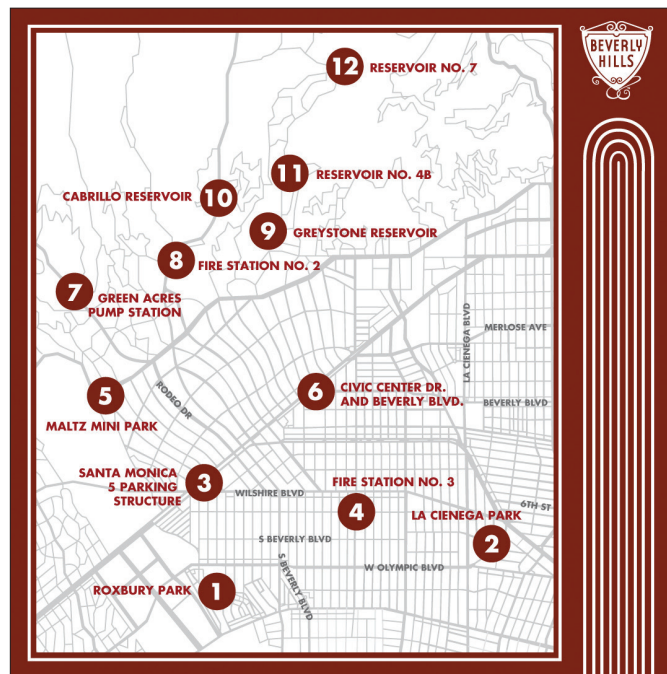 BEVERLY
HILLS
12
RESERVOIR NO. 7
11
RESERVOIR NO. 4B
CABRILLO RESERVOIR
10
9
GREYSTONE RESERVOIR
8
FIRE STATION NO. 2
7
GREEN ACRES
PUMP STATION
LA CIENEGA BLVD
MERLOSE AVE
5
MALTZ MINI PARK
RODEO DR
6
CIVIC CENTER DR.
AND BEVERLY BLVD.
BEVERLY BLVD
SANTA MONICA
5 PARKING
STRUCTURE
3
WILSHIRE BLVD
FIRE STATION NO. 3
4
6TH ST
LA CIENEGA PARK
2
S BEVERLY BLVD
W OLYMPIC BLVD
S BEVERLY BLVD
ROXBURY PARK
1